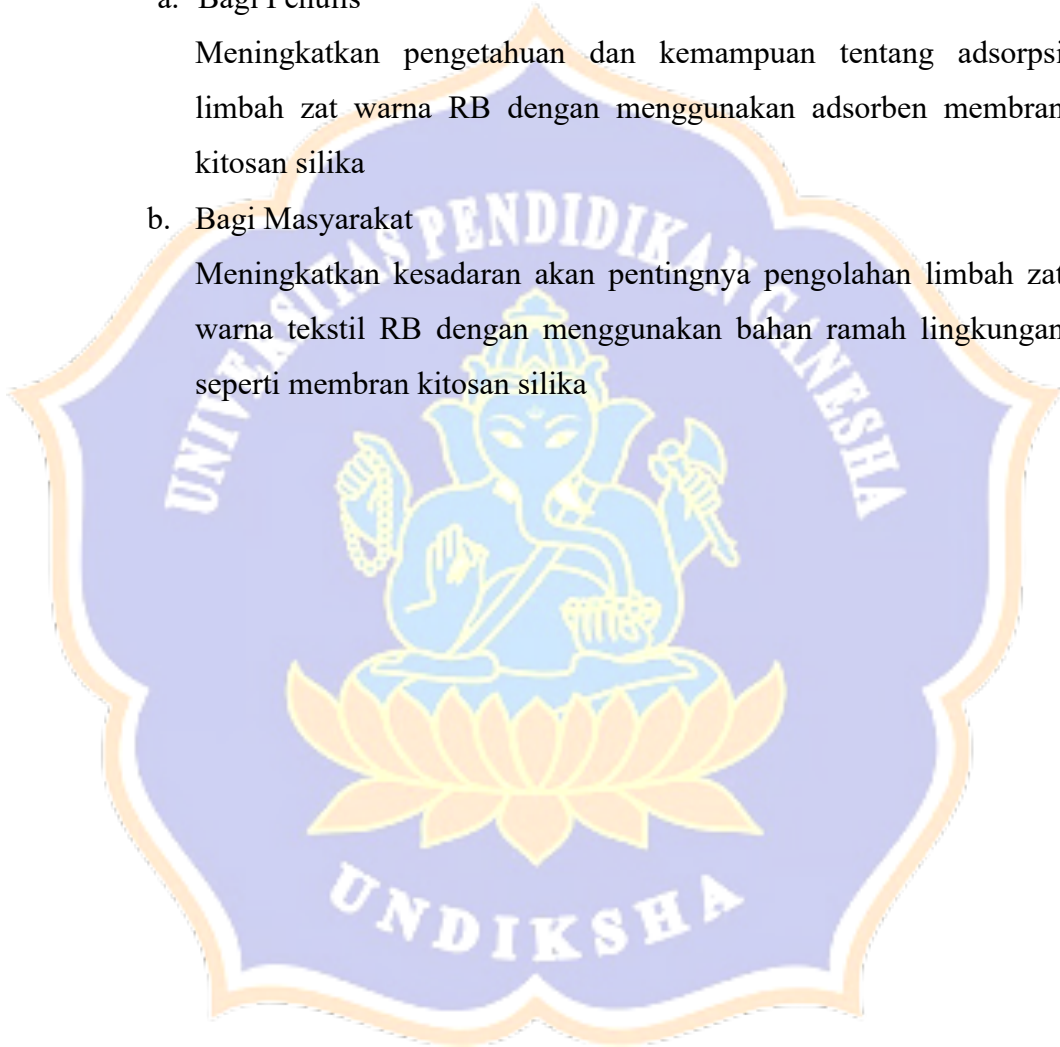 a. Bagi Penulis
Meningkatkan pengetahuan dan kemampuan tentang adsorpsi
limbah zat warna RB dengan menggunakan adsorben membran
kitosan silika
b. Bagi Masyarakat
Meningkatkan kesadaran akan pentingnya pengolahan limbah zat
warna tekstil RB dengan menggunakan bahan ramah lingkungan
seperti membran kitosan silika
UNIVERSITAS PENDIDIKAN GANESHA
UNDIKSHA